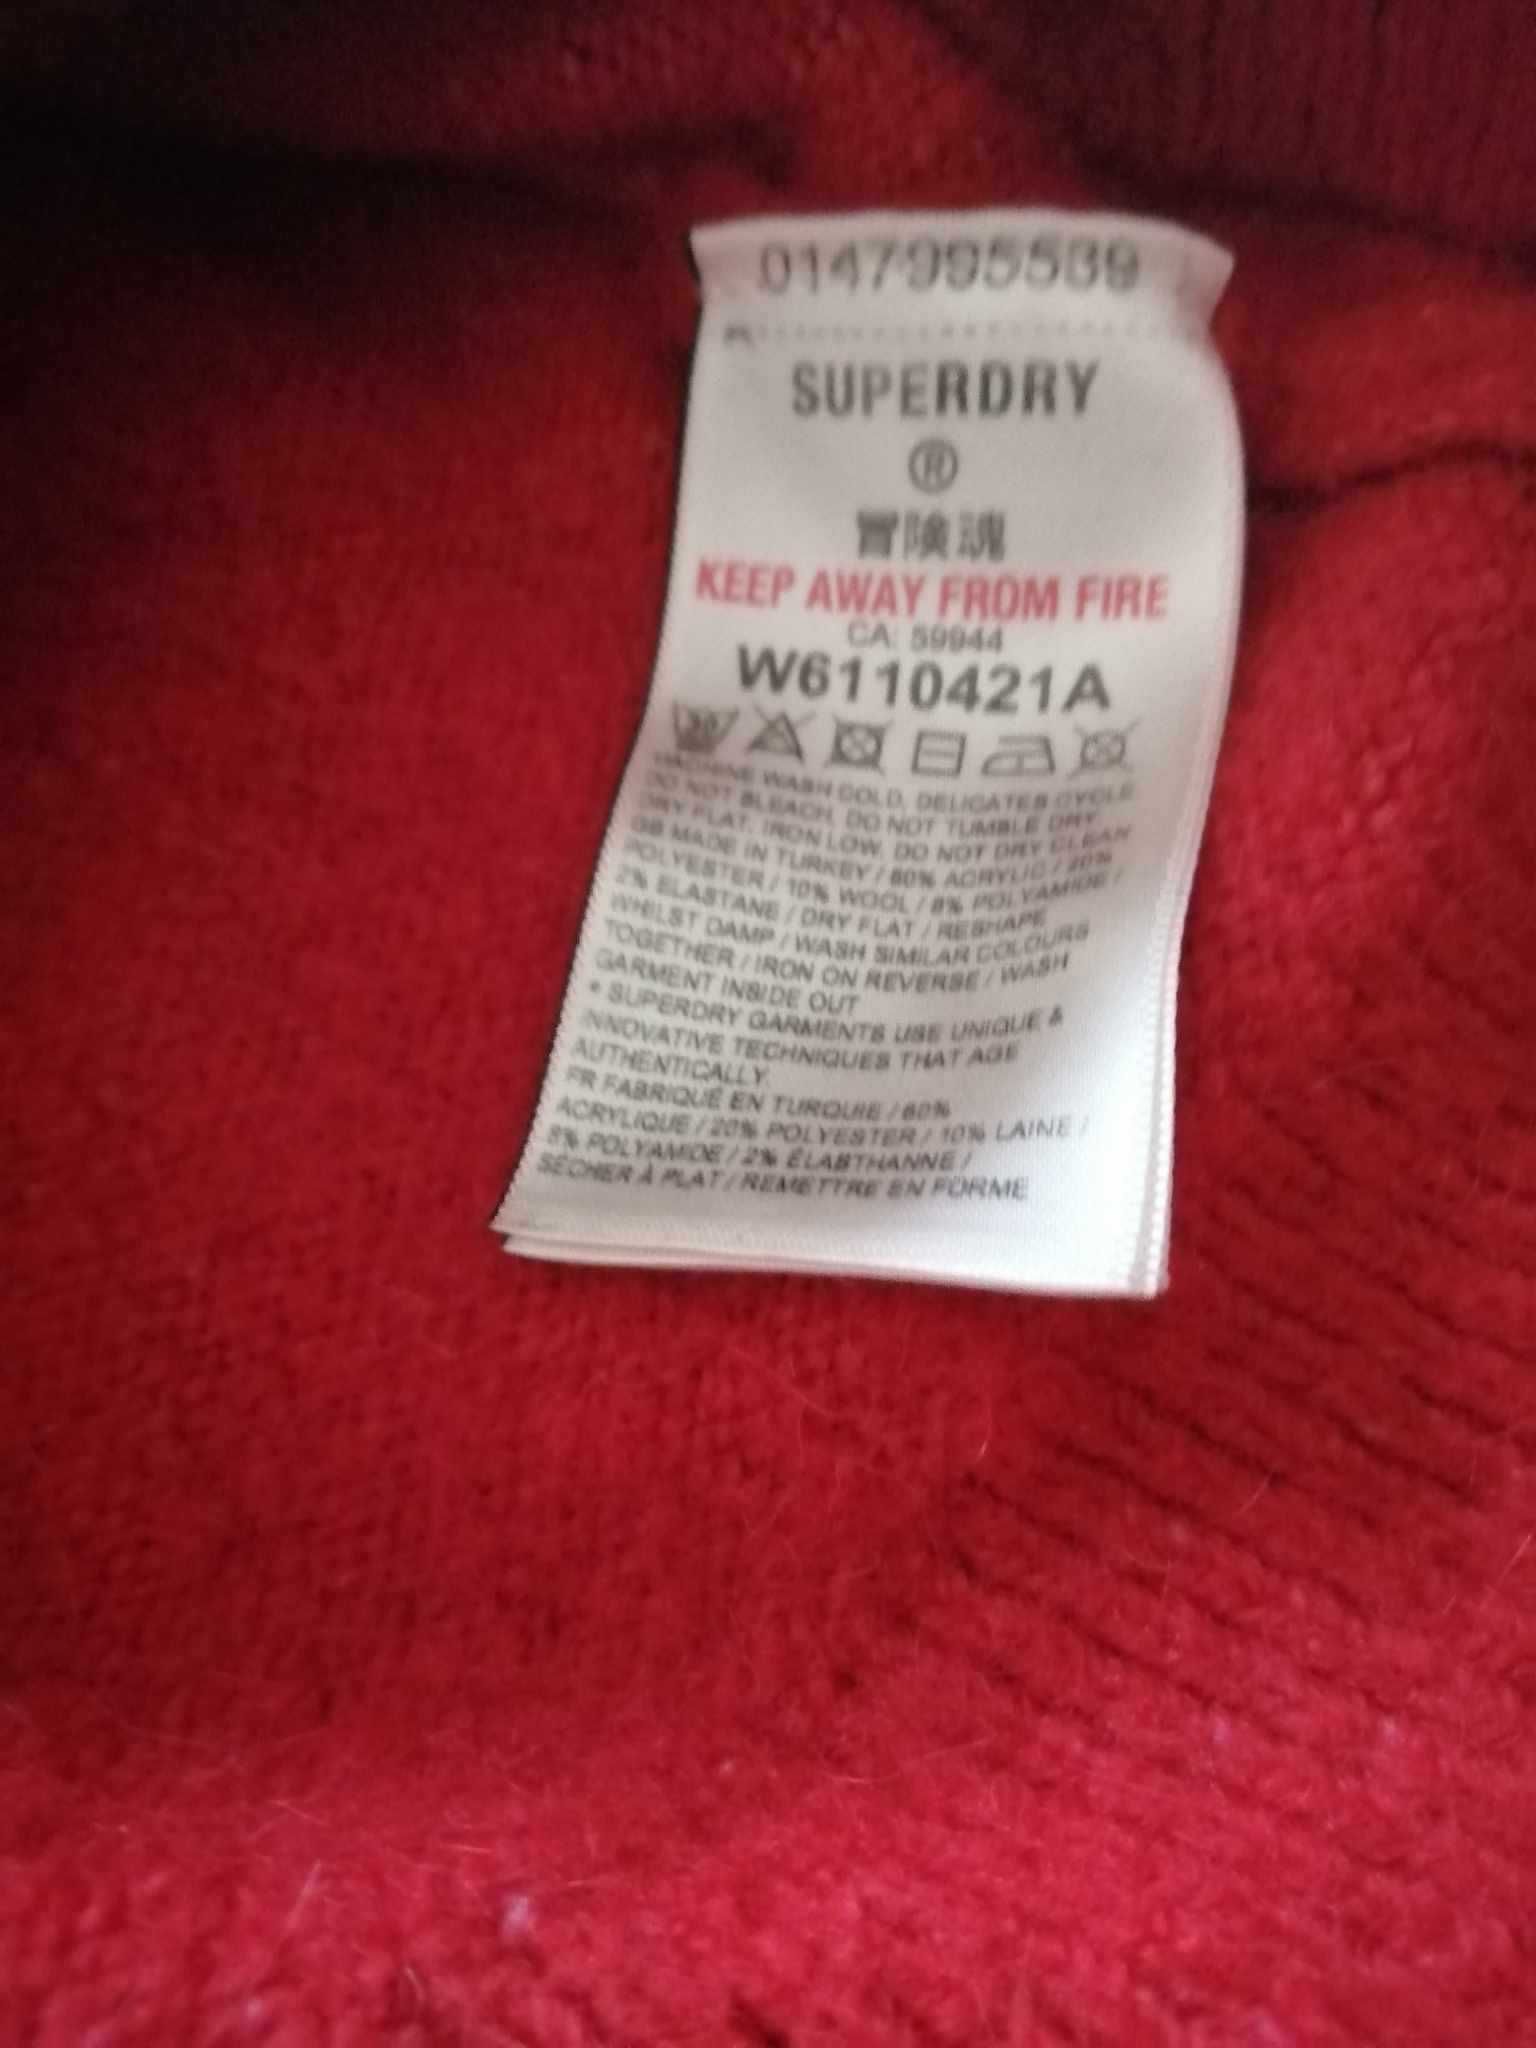 0147995539
SUPERDRY
®
冒険魂
KEEP AWAY FROM FIRE
CA: 59944
W6110421A
30
MACHINE WASH COLD, DELICATES CYCLE
DO NOT BLEACH, DO NOT TUMBLE DRY
DRY FLAT, IRON LOW, DO NOT DRY CLEAN
GB MADE IN TURKEY / 60% ACRYLIC / 20%
POLYESTER / 10% WOOL / 8% POLYAMIDE /
2% ELASTANE / DRY FLAT / RESHAPE
WHILST DAMP / WASH SIMILAR COLOURS
TOGETHER / IRON ON REVERSE / WASH
GARMENT INSIDE OUT
* SUPERDRY GARMENTS USE UNIQUE &
INNOVATIVE TECHNIQUES THAT AGE
AUTHENTICALLY.
FR FABRIQUÉ EN TURQUIE / 60%
ACRYLIQUE / 20% POLYESTER / 10% LAINE /
8% POLYAMIDE / 2% ÉLASTHANNE /
SÉCHER À PLAT / REMETTRE EN FORME